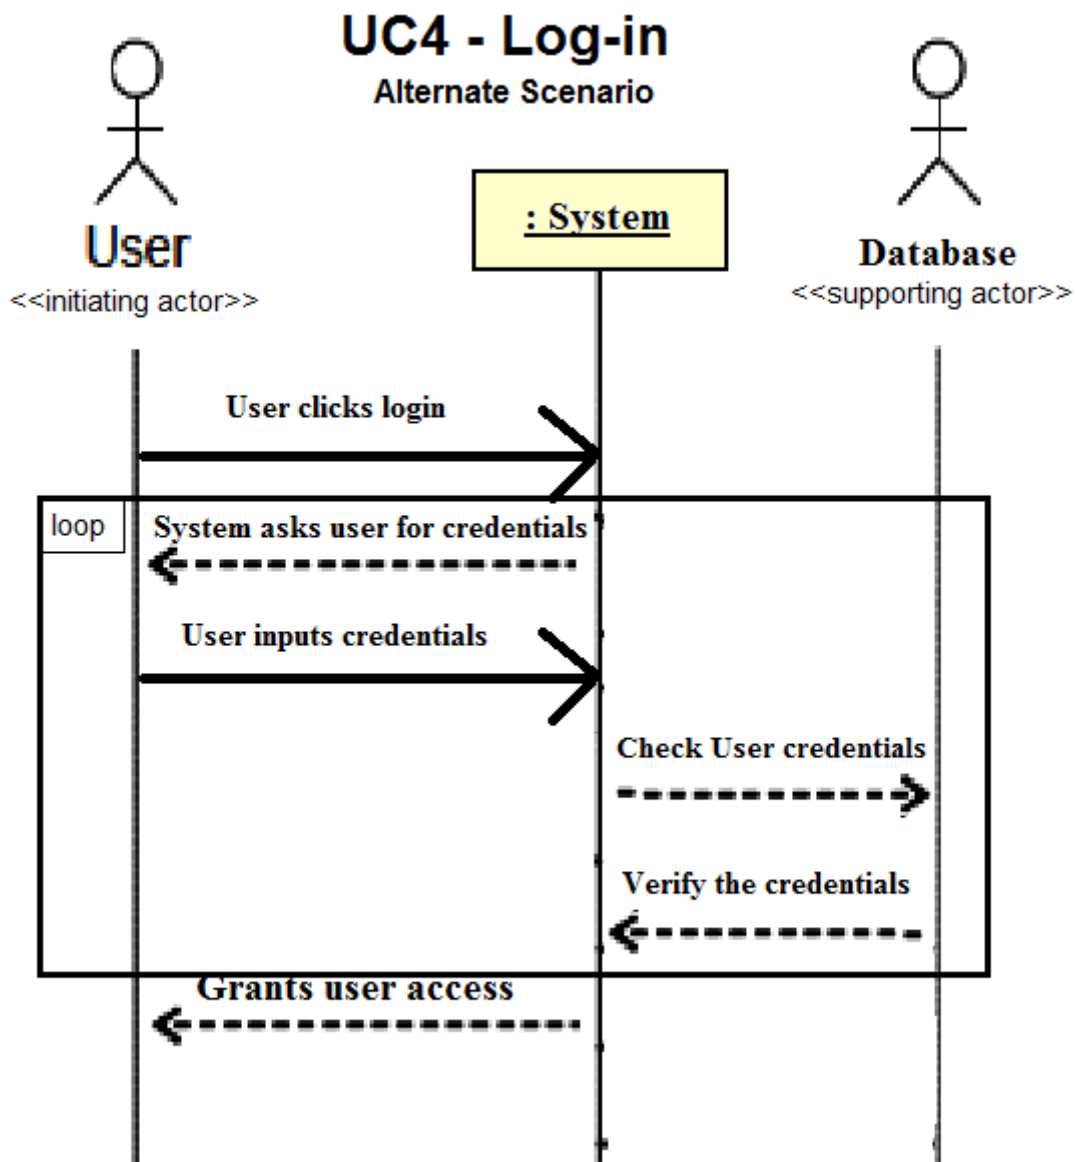 UC4 - Log-in
Alternate Scenario
: System
User
<<initiating actor>>
Database
<<supporting actor>>
User clicks login
loop
System asks user for credentials
User inputs credentials
Check User credentials
Verify the credentials
Grants user access